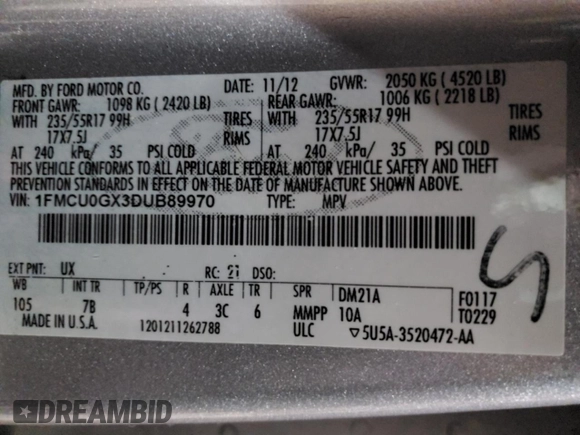 MFD. BY FORD MOTOR CO. DATE: 11/12 GVWR: 2050 KG (4520 LB)
FRONT GAWR: 1098 KG (2420 LB) REAR GAWR: 1006 KG (2218 LB)
WITH 235/55R17 99H TIRES WITH 235/55R17 99H TIRES
17X7.5J RIMS 17X7.5J RIMS
AT 240 kPa/ 35 PSI COLD AT 240 kPa/ 35 PSI COLD
THIS VEHICLE CONFORMS TO ALL APPLICABLE FEDERAL MOTOR VEHICLE SAFETY AND THEFT
PREVENTION STANDARDS IN EFFECT ON THE DATE OF MANUFACTURE SHOWN ABOVE.
VIN: 1FMCU0GX3DUB89970 TYPE: MPV
EXT PNT: UX RC: 21 DSO:
WB INT TR TP/PS R AXLE TR SPR DM21A F0117
105 7B 4 3C 6 MMPP 10A T0229
MADE IN U.S.A. 1201211262788 ULC ▽5U5A-3520472-AA
5
DREAMBID